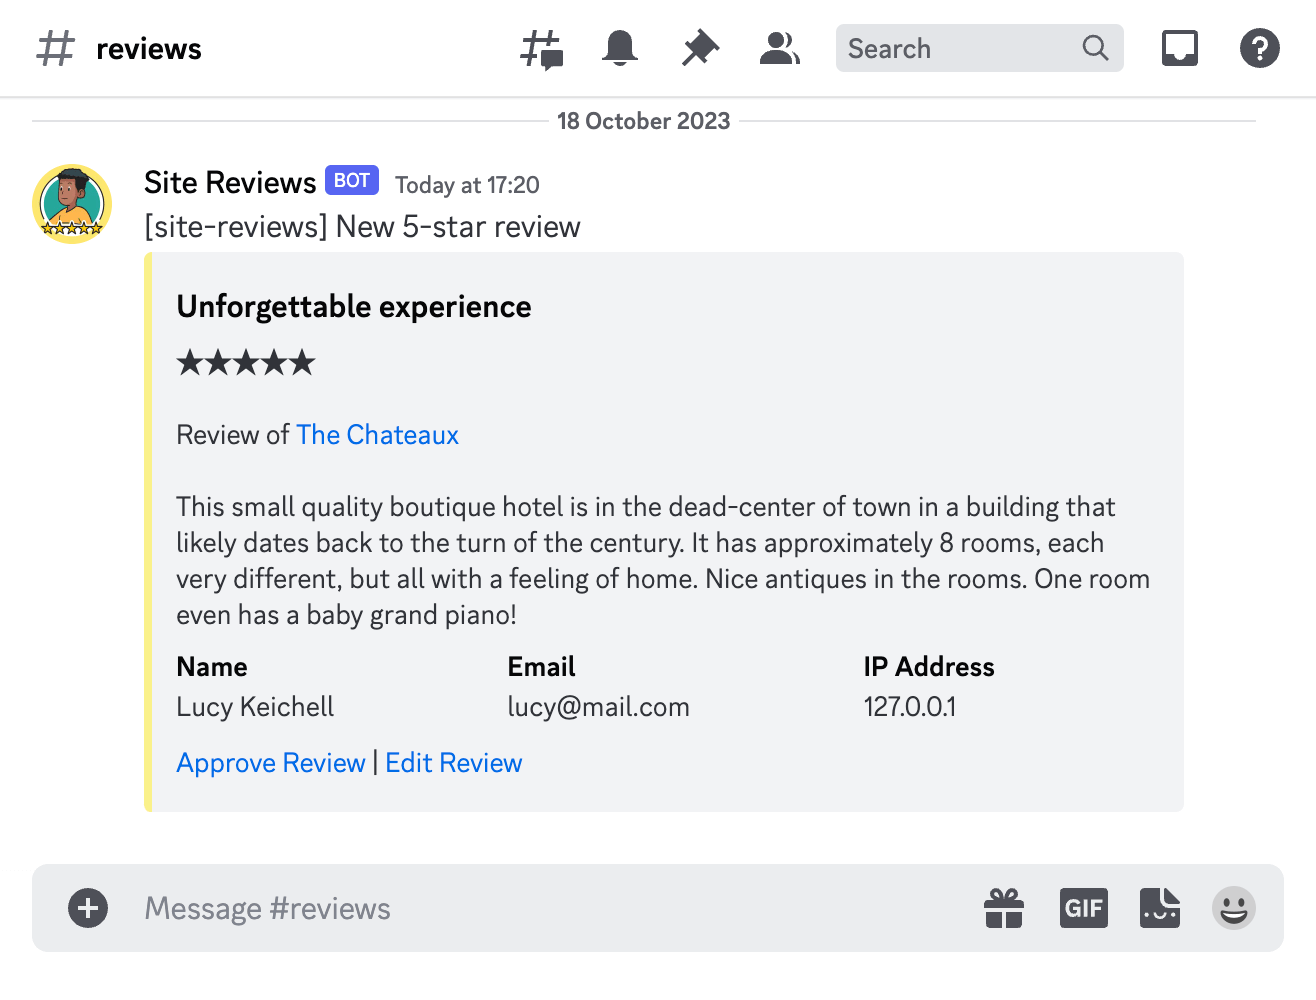 reviews
Search
18 October 2023
Site Reviews BOT Today at 17:20
[site-reviews] New 5-star review
Unforgettable experience
★★★★★
Review of The Chateaux
This small quality boutique hotel is in the dead-center of town in a building that
likely dates back to the turn of the century. It has approximately 8 rooms, each
very different, but all with a feeling of home. Nice antiques in the rooms. One room
even has a baby grand piano!
Name Email IP Address
Lucy Keichell lucy@mail.com 127.0.0.1
Approve Review | Edit Review
Message #reviews GIF